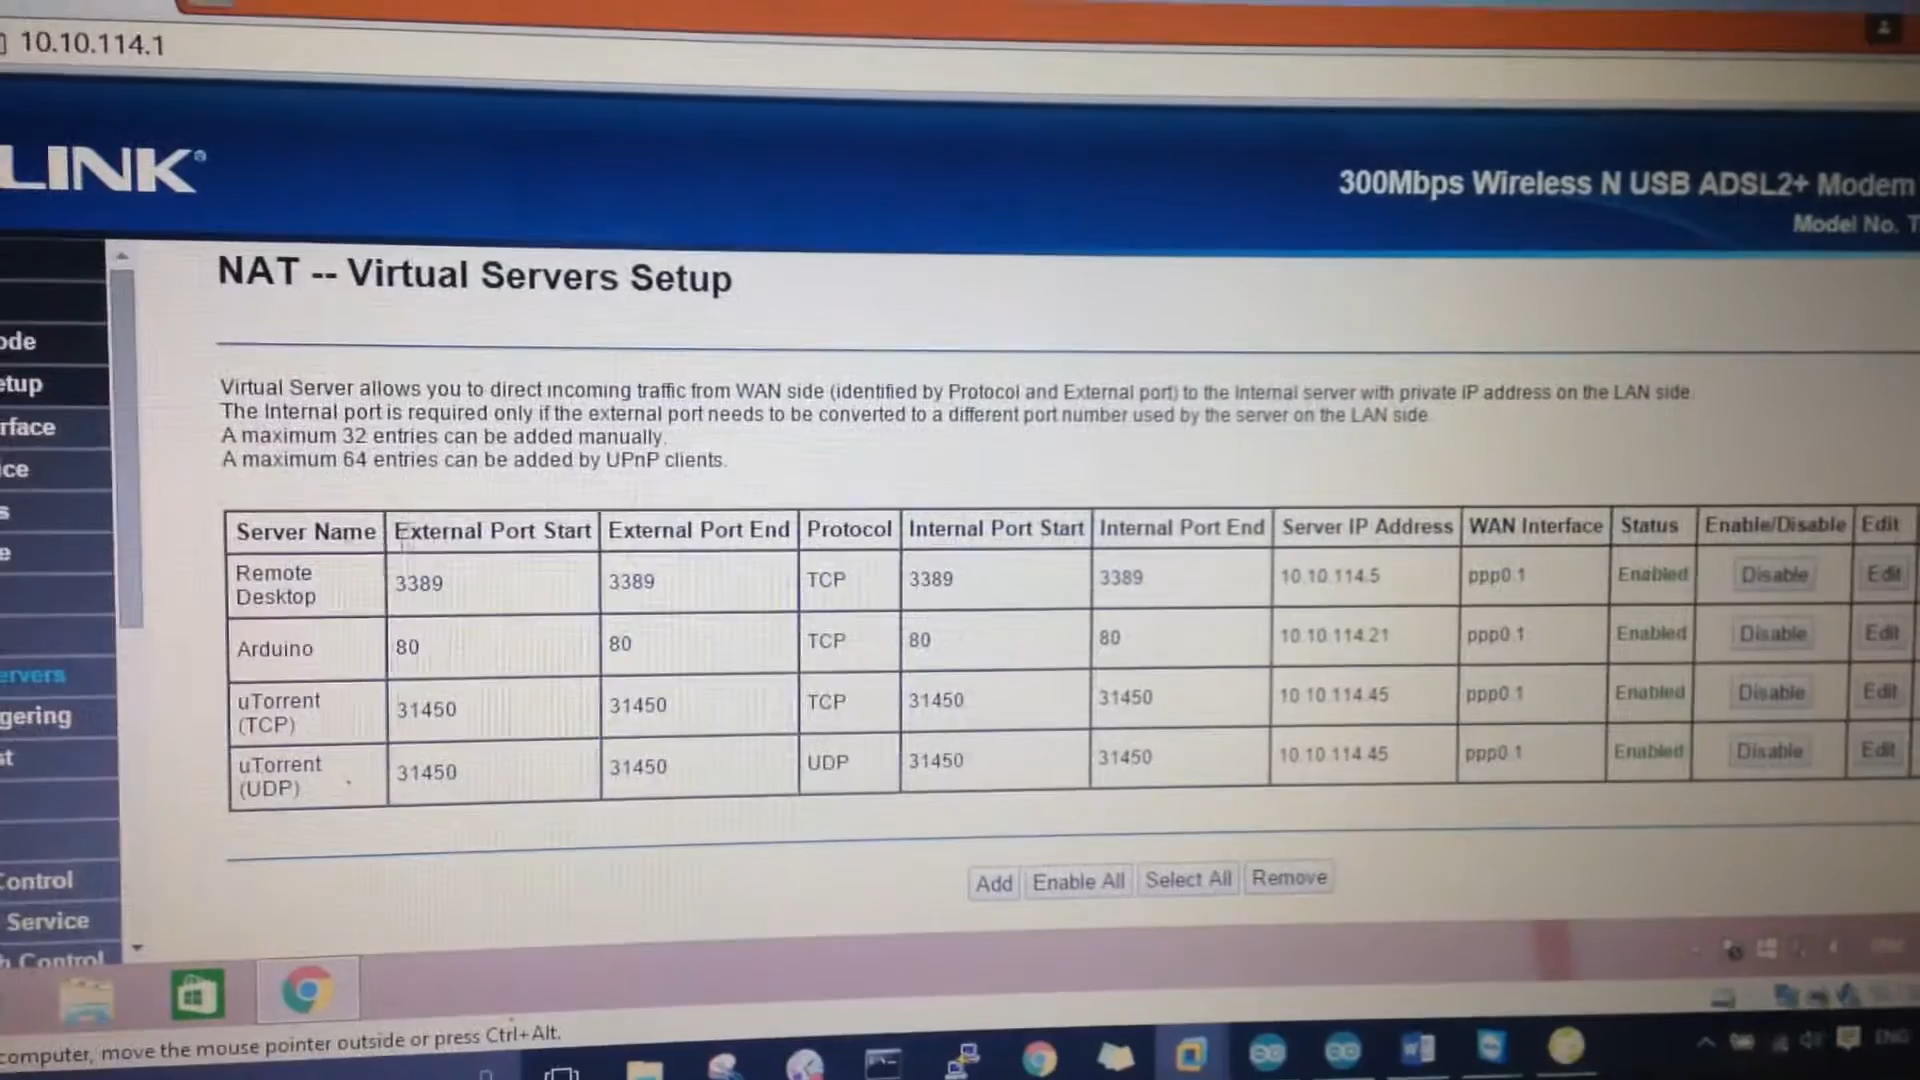 10.10.114.1
LINK®
300Mbps Wireless N USB ADSL2+ Modem
Model No. T
NAT -- Virtual Servers Setup
Virtual Server allows you to direct incoming traffic from WAN side (identified by Protocol and External port) to the Internal server with private IP address on the LAN side.
The Internal port is required only if the external port needs to be converted to a different port number used by the server on the LAN side.
A maximum 32 entries can be added manually.
A maximum 64 entries can be added by UPnP clients.
ode
etup
rface
ice
s
e
ervers
gering
st
Control
Service
h Control
Server Name External Port Start External Port End Protocol Internal Port Start Internal Port End Server IP Address WAN Interface Status Enable/Disable Edit
Remote Desktop 3389 3389 TCP 3389 3389 10.10.114.5 ppp0.1 Enabled Disable Edit
Arduino 80 80 TCP 80 80 10.10.114.21 ppp0.1 Enabled Disable Edit
uTorrent (TCP) 31450 31450 TCP 31450 31450 10.10.114.45 ppp0.1 Enabled Disable Edit
uTorrent (UDP) 31450 31450 UDP 31450 31450 10.10.114.45 ppp0.1 Enabled Disable Edit
Add Enable All Select All Remove
computer, move the mouse pointer outside or press Ctrl+Alt.
ENG